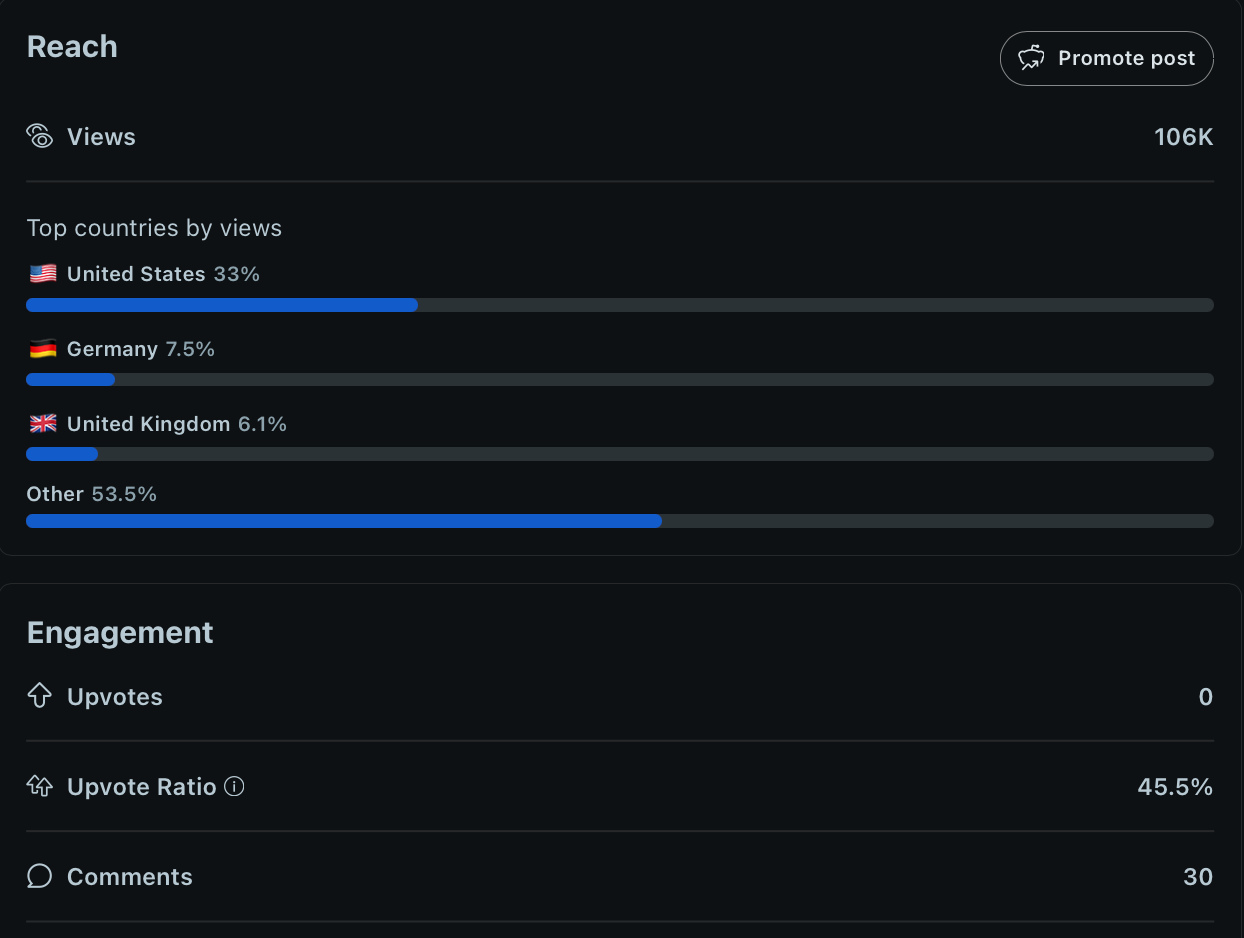 Reach
Promote post
Views
106K
Top countries by views
United States 33%
Germany 7.5%
United Kingdom 6.1%
Other 53.5%
Engagement
Upvotes
0
Upvote Ratio
45.5%
Comments
30